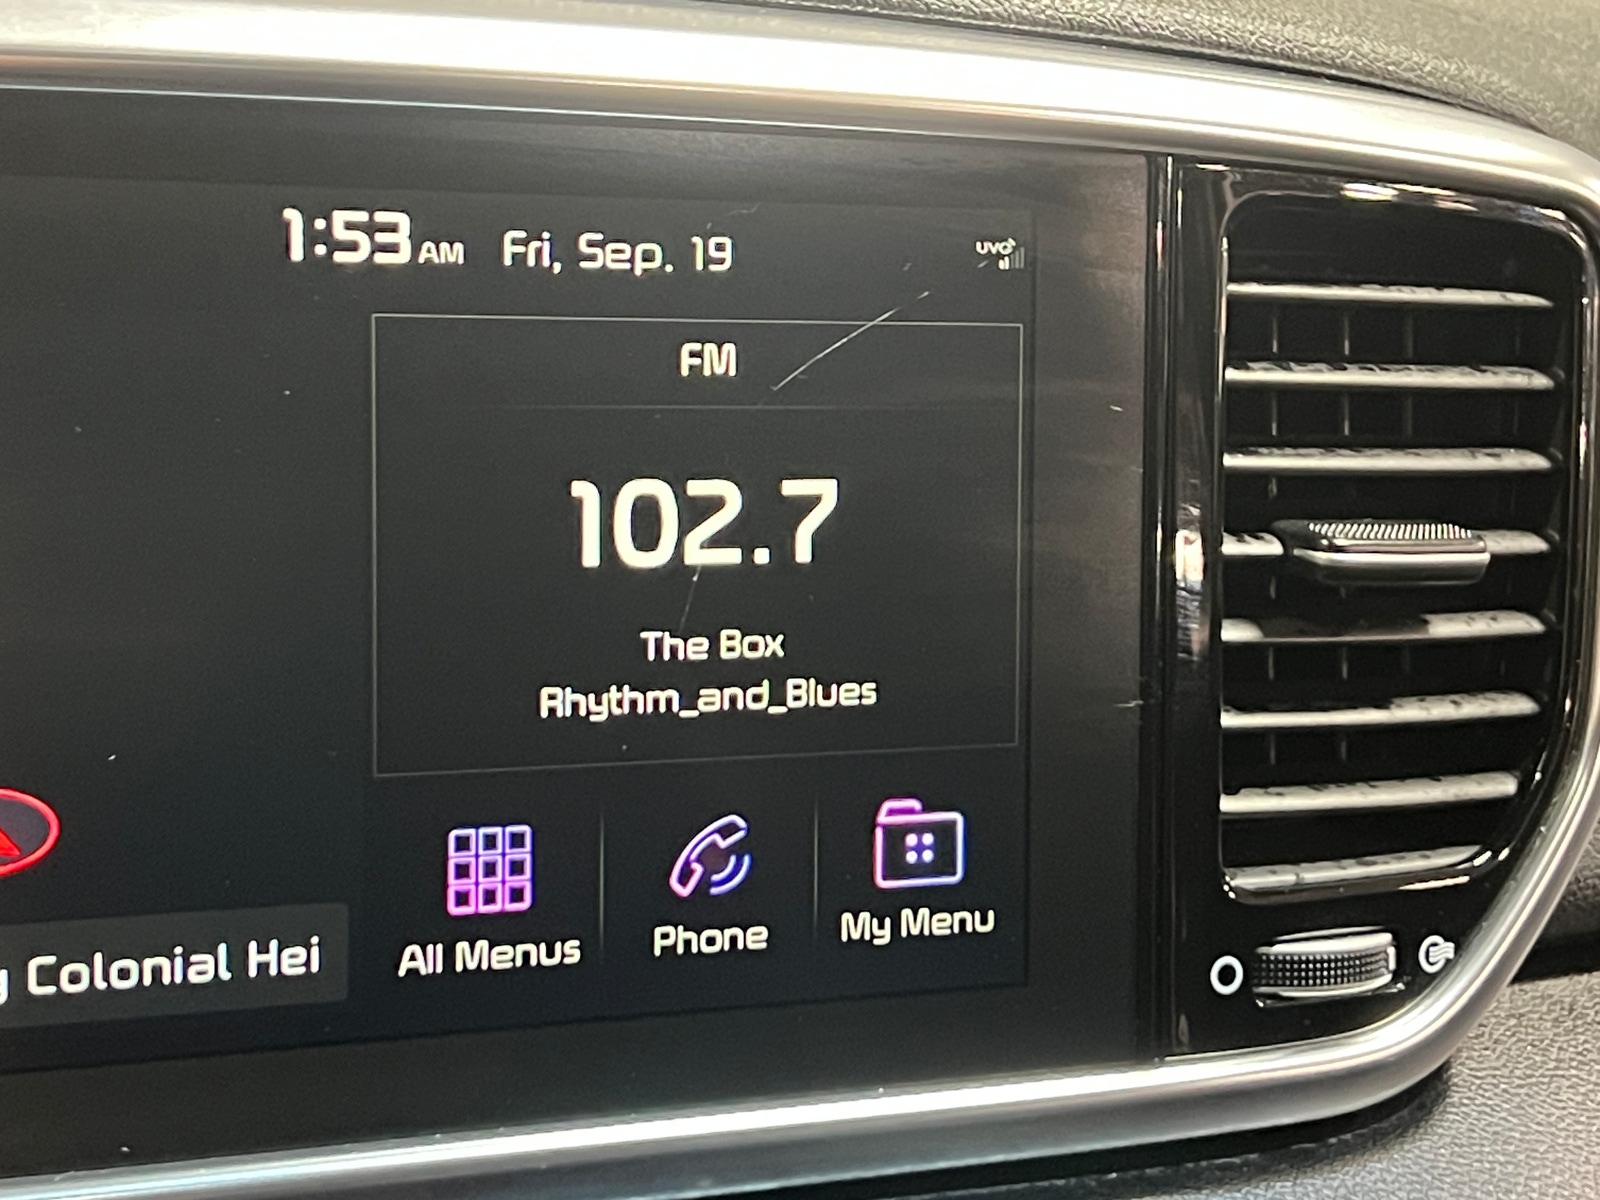 1:53 AM Fri, Sep. 19
UVO
FM
102.7
The Box
Rhythm_and_Blues
Colonial Hei
All Menus
Phone
My Menu